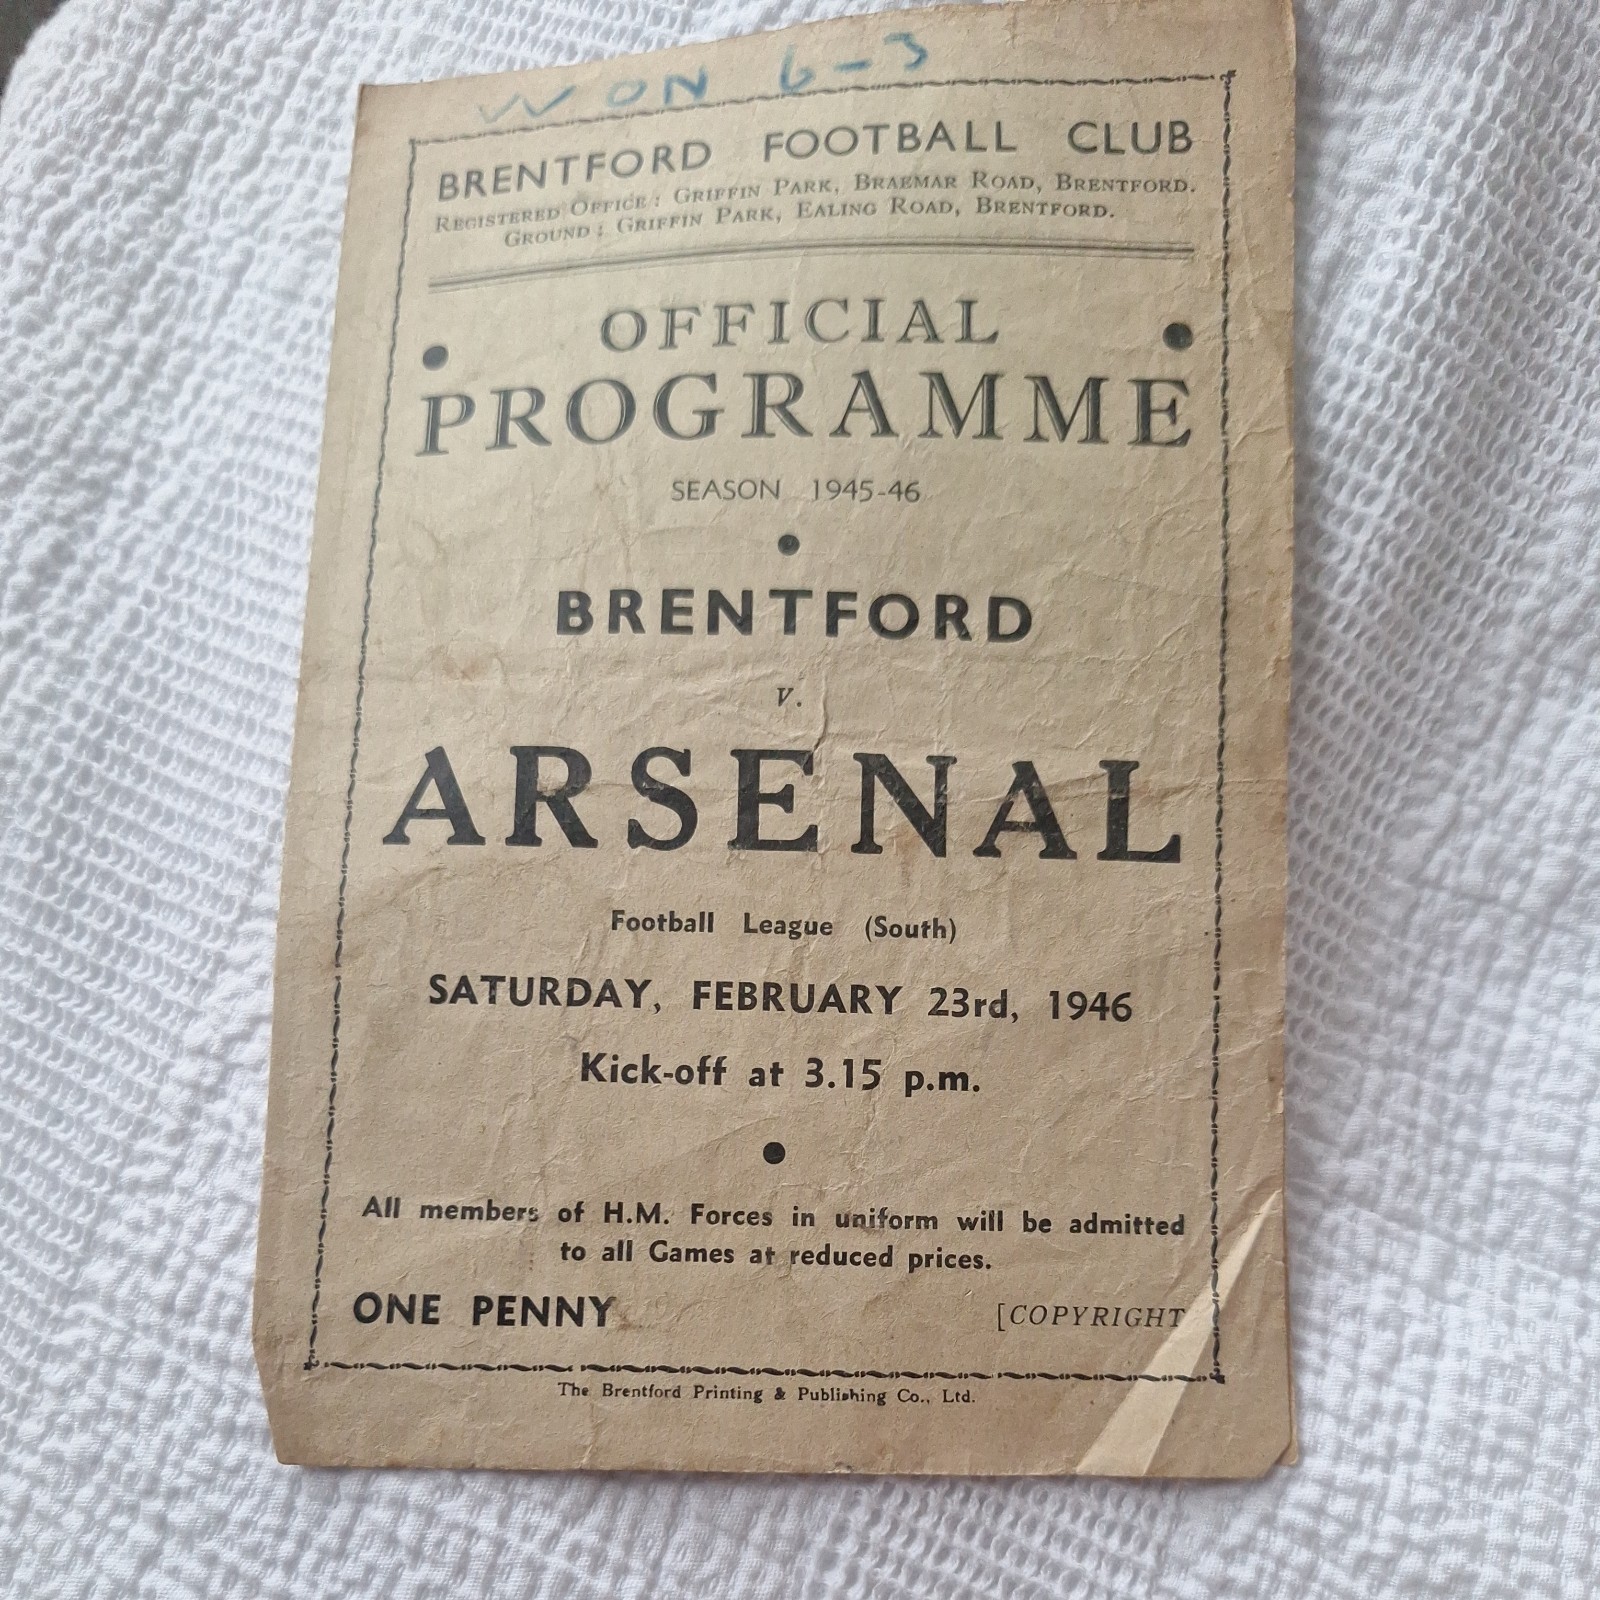 WON 6-3
BRENTFORD FOOTBALL CLUB
REGISTERED OFFICE: GRIFFIN PARK, BRAEMAR ROAD, BRENTFORD.
GROUND: GRIFFIN PARK, EALING ROAD, BRENTFORD.
OFFICIAL
PROGRAMME
SEASON 1945-46
BRENTFORD
v.
ARSENAL
Football League (South)
SATURDAY, FEBRUARY 23rd, 1946
Kick-off at 3.15 p.m.
All members of H.M. Forces in uniform will be admitted
to all Games at reduced prices.
ONE PENNY [COPYRIGHT
The Brentford Printing & Publishing Co., Ltd.